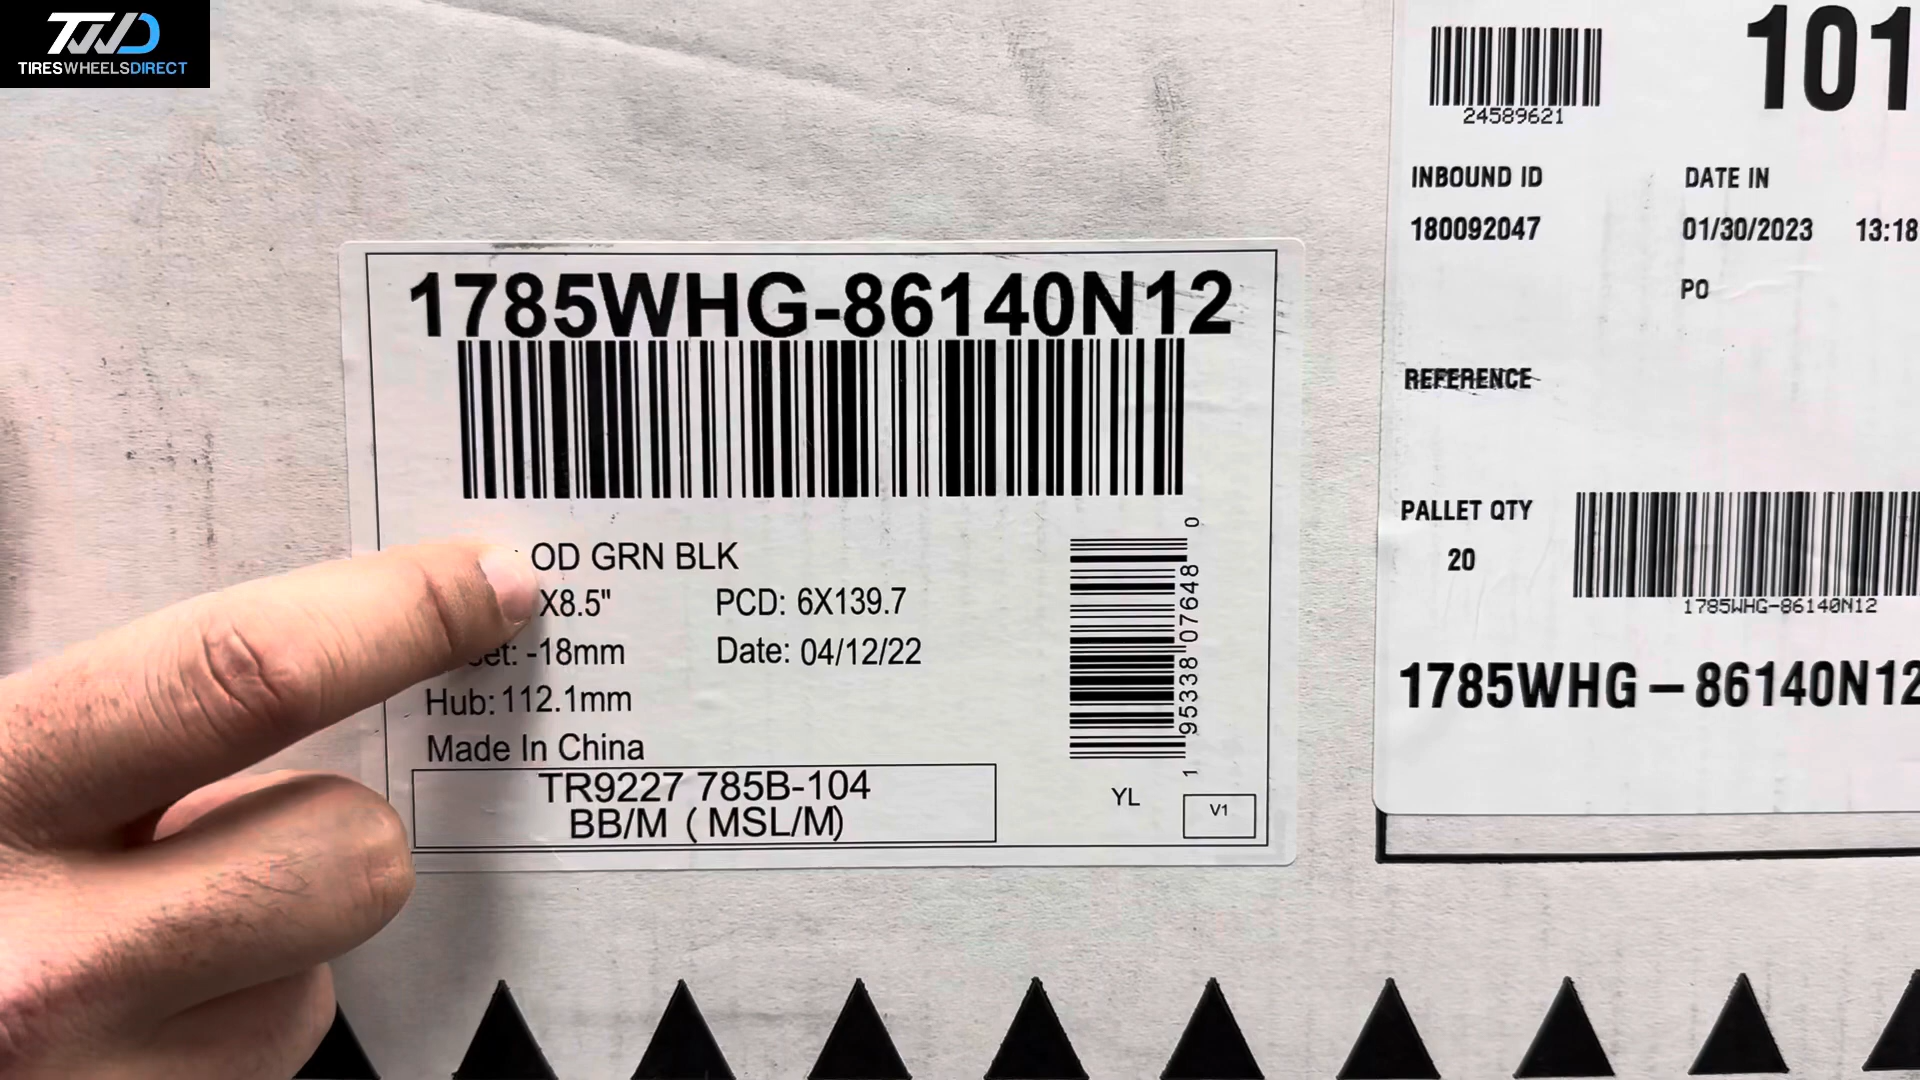 TWD
TIRESWHEELSDIRECT
1785WHG-86140N12
OD GRN BLK
X8.5" PCD: 6X139.7
set: -18mm Date: 04/12/22
Hub: 112.1mm
Made In China
TR9227 785B-104
BB/M (MSL/M)
1 95338 07648 0
YL
V1
24589621
101
INBOUND ID DATE IN
180092047 01/30/2023 13:18
PO
REFERENCE
PALLET QTY
20
1785WHG-86140N12
1785WHG-86140N12